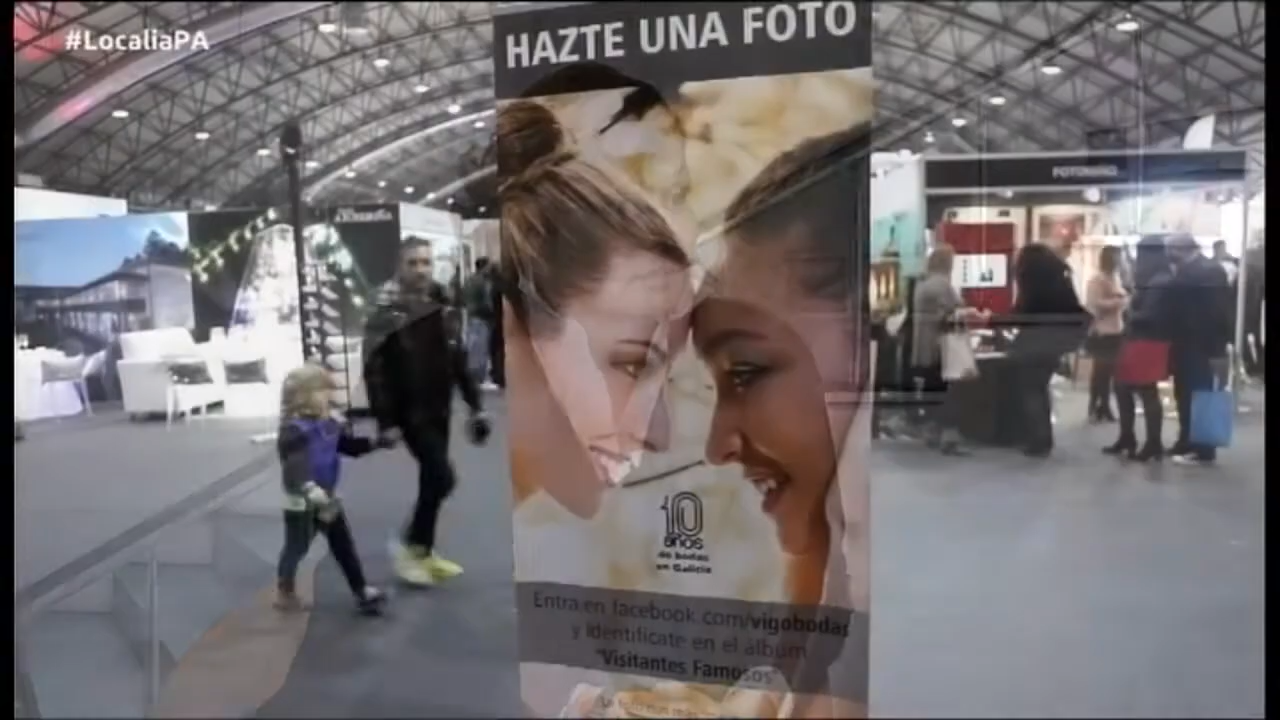 #LocaliaPA
HAZTE UNA FOTO
10
años
de bodas
en Galicia
Entra en facebook.com/vigobodas
y identifícate en el álbum
"Visitantes Famosos"